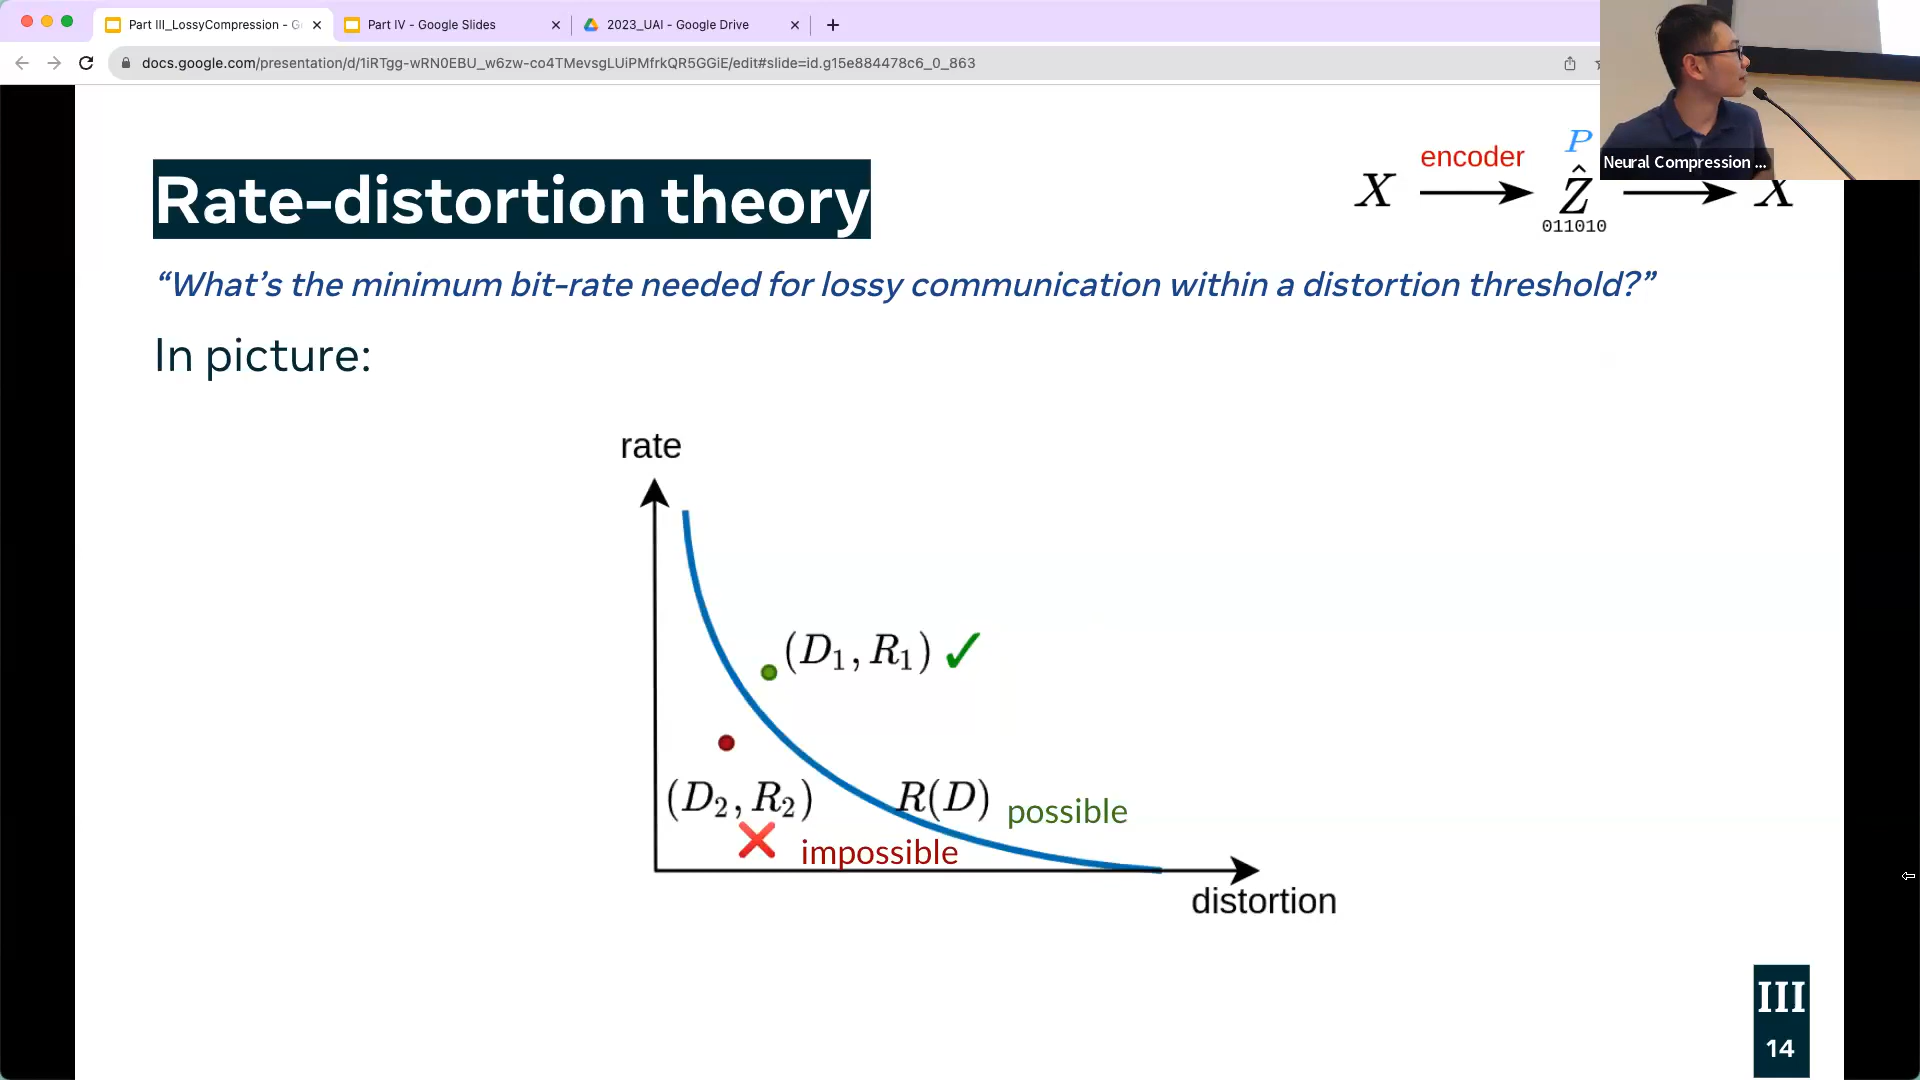 Part III_LossyCompression - G
Part IV - Google Slides
2023_UAI - Google Drive
docs.google.com/presentation/d/1iRTgg-wRN0EBU_w6zw-co4TMevsgLUiPMfrkQR5GGiE/edit#slide=id.g15e884478c6_0_863
Neural Compression ...
Rate-distortion theory
encoder
P
X
Ẑ
X
011010
“What’s the minimum bit-rate needed for lossy communication within a distortion threshold?”
In picture:
rate
(D₁, R₁) ✓
(D₂, R₂)
R(D)
possible
❌
impossible
distortion
III
14